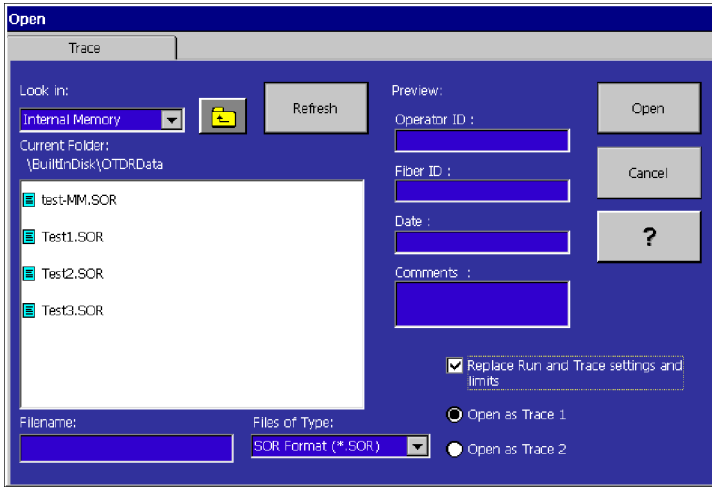 Open
Trace
Look in:
Internal Memory
Refresh
Current Folder:
\BuiltInDisk\OTDRData
test-MM.SOR
Test1.SOR
Test2.SOR
Test3.SOR
Filename:
Files of Type:
SOR Format (*.SOR)
Preview:
Operator ID :
Fiber ID :
Date :
Comments :
Open
Cancel
?
Replace Run and Trace settings and
limits
Open as Trace 1
Open as Trace 2